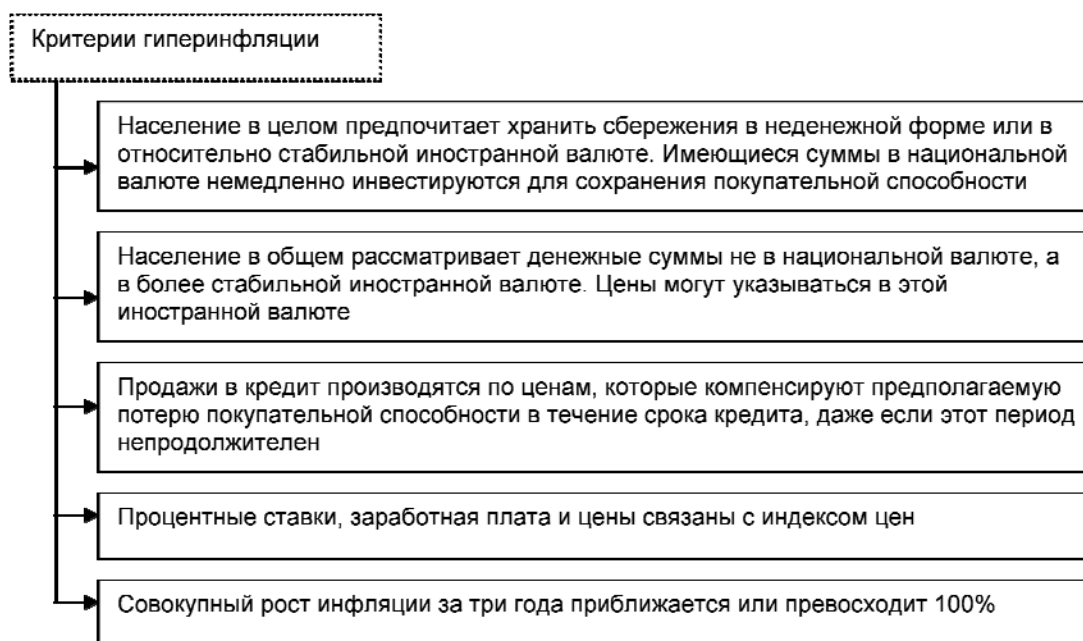 Критерии гиперинфляции
Население в целом предпочитает хранить сбережения в неденежной форме или в
относительно стабильной иностранной валюте. Имеющиеся суммы в национальной
валюте немедленно инвестируются для сохранения покупательной способности
Население в общем рассматривает денежные суммы не в национальной валюте, а
в более стабильной иностранной валюте. Цены могут указываться в этой
иностранной валюте
Продажи в кредит производятся по ценам, которые компенсируют предполагаемую
потерю покупательной способности в течение срока кредита, даже если этот период
непродолжителен
Процентные ставки, заработная плата и цены связаны с индексом цен
Совокупный рост инфляции за три года приближается или превосходит 100%